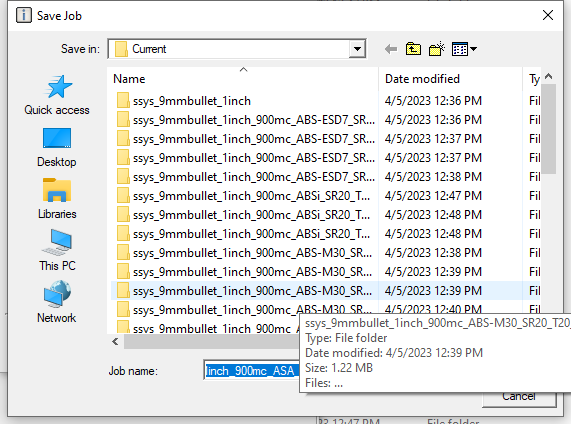 Save Job
Save in: Current
Name Date modified Ty
ssys_9mmbullet_1inch 4/5/2023 12:36 PM Fil
ssys_9mmbullet_1inch_900mc_ABS-ESD7_SR... 4/5/2023 12:36 PM Fil
ssys_9mmbullet_1inch_900mc_ABS-ESD7_SR... 4/5/2023 12:37 PM Fil
ssys_9mmbullet_1inch_900mc_ABS-ESD7_SR... 4/5/2023 12:37 PM Fil
ssys_9mmbullet_1inch_900mc_ABS-ESD7_SR... 4/5/2023 12:38 PM Fil
ssys_9mmbullet_1inch_900mc_ABSi_SR20_T... 4/5/2023 12:47 PM Fil
ssys_9mmbullet_1inch_900mc_ABSi_SR20_T... 4/5/2023 12:48 PM Fil
ssys_9mmbullet_1inch_900mc_ABSi_SR20_T... 4/5/2023 12:48 PM Fil
ssys_9mmbullet_1inch_900mc_ABS-M30_SR... 4/5/2023 12:38 PM Fil
ssys_9mmbullet_1inch_900mc_ABS-M30_SR... 4/5/2023 12:39 PM Fil
ssys_9mmbullet_1inch_900mc_ABS-M30_SR... 4/5/2023 12:39 PM Fil
ssys_9mmbullet_1inch_900mc_ABS-M30_SR... 4/5/2023 12:40 PM Fil
Quick access
Desktop
Libraries
This PC
Network
ssys_9mmbullet_1inch_900mc_ABS-M30_SR20_T20_
Type: File folder
Date modified: 4/5/2023 12:39 PM
Size: 1.22 MB
Files: ...
Job name: 1inch_900mc_ASA_
Cancel
12:47 PM File folder